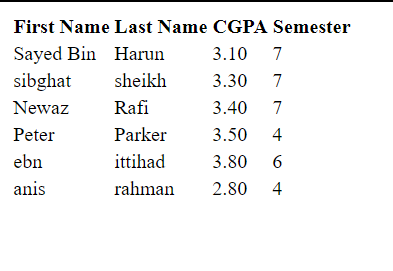 First Name Last Name CGPA Semester
Sayed Bin Harun 3.10 7
sibghat sheikh 3.30 7
Newaz Rafi 3.40 7
Peter Parker 3.50 4
ebn ittihad 3.80 6
anis rahman 2.80 4